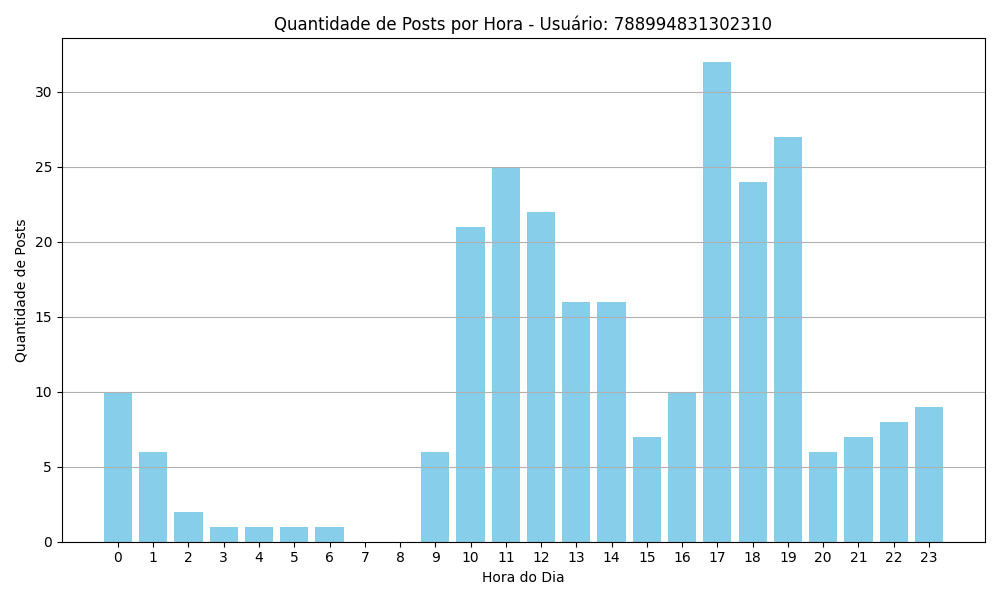 Quantidade de Posts por Hora - Usuário: 788994831302310
Quantidade de Posts
30
25
20
15
10
5
0
0 1 2 3 4 5 6 7 8 9 10 11 12 13 14 15 16 17 18 19 20 21 22 23
Hora do Dia